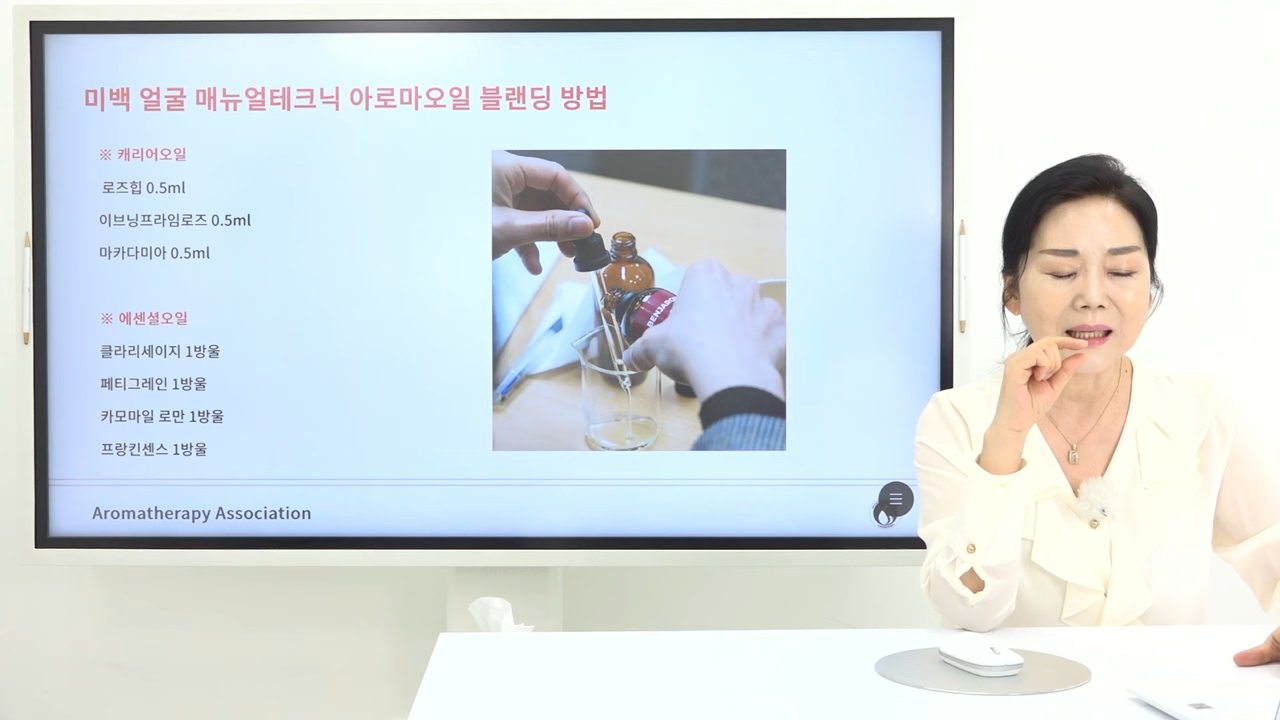 미백 얼굴 매뉴얼테크닉 아로마오일 블랜딩 방법
※ 캐리어오일
로즈힙 0.5ml
이브닝프라임로즈 0.5ml
마카다미아 0.5ml
※ 에센셜오일
클라리세이지 1방울
페티그레인 1방울
카모마일 로만 1방울
프랑킨센스 1방울
Aromatherapy Association